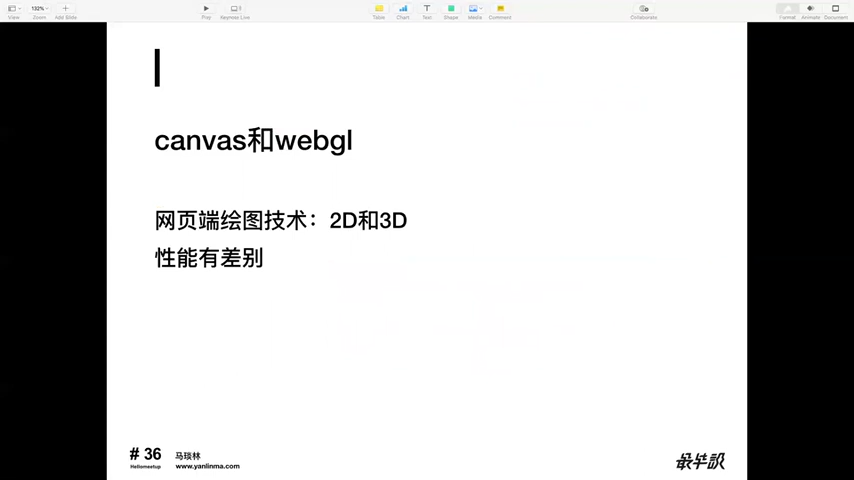 132%
View
Zoom
Add Slide
Play
Keynote Live
Table
Chart
Text
Shape
Media
Comment
Collaborate
Format
Animate
Document
canvas和webgl
网页端绘图技术：2D和3D
性能有差别
# 36
Hellomeetup
马琰林
www.yanlinma.com